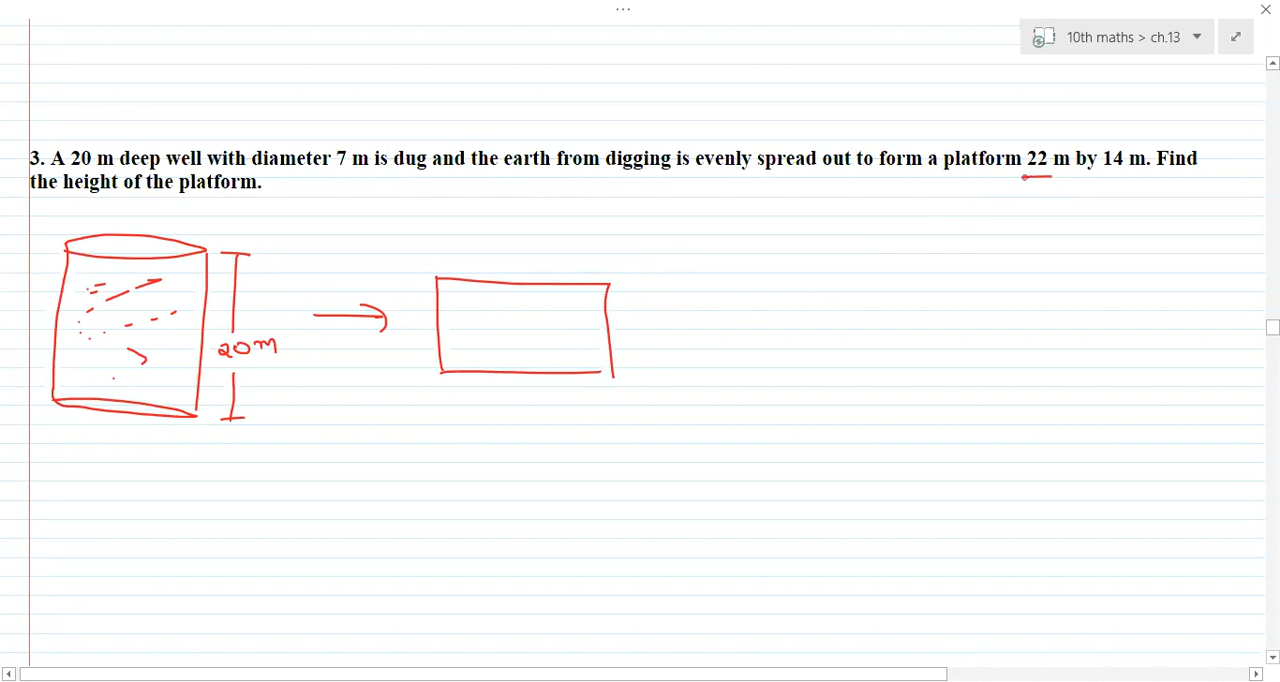 10th maths > ch.13
3. A 20 m deep well with diameter 7 m is dug and the earth from digging is evenly spread out to form a platform 22 m by 14 m. Find
the height of the platform.
20m